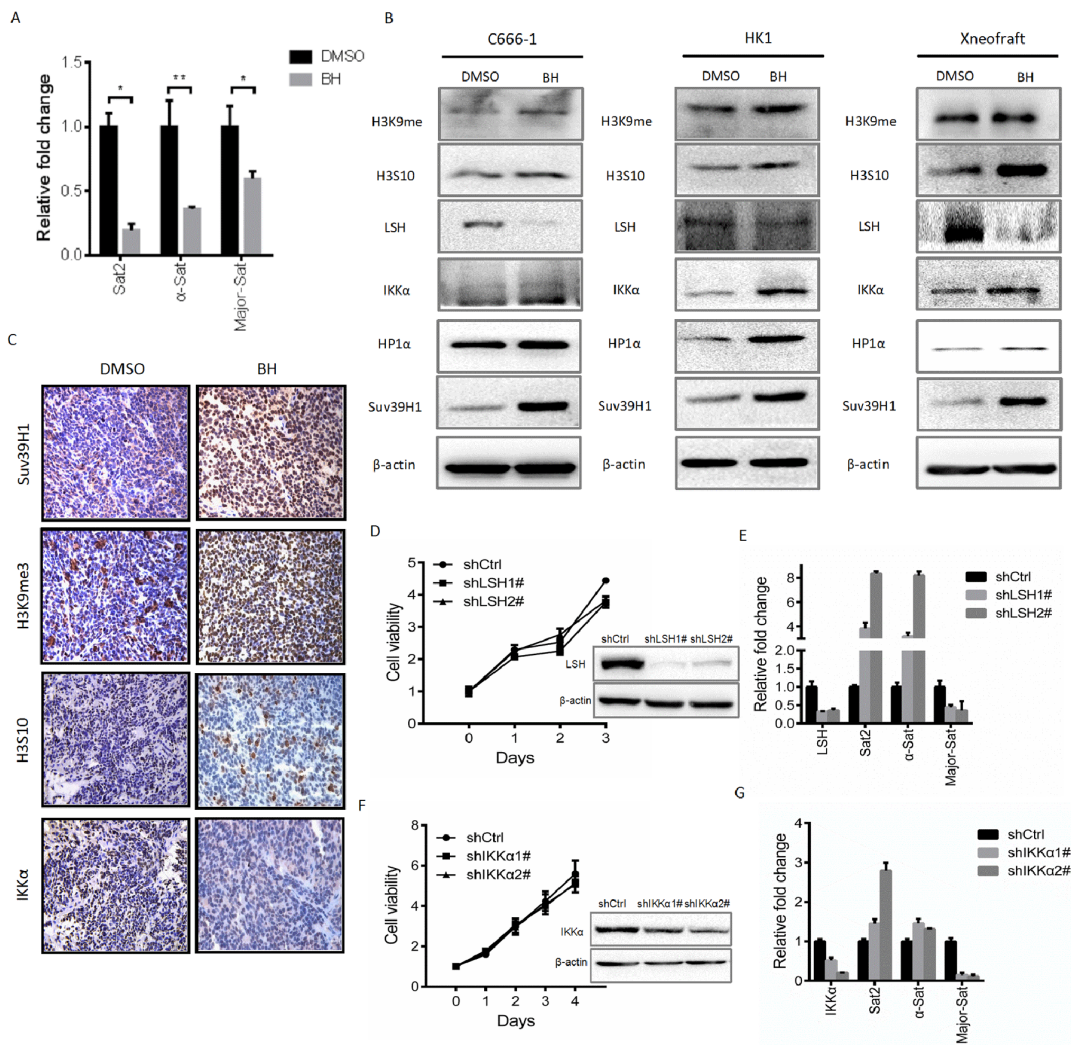 A
DMSO
BH
* ** *
Relative fold change
1.5
1.0
0.5
0.0
Sat2
α-Sat
Major-Sat
B
C666-1
DMSO BH
H3K9me
H3S10
LSH
IKKα
HP1α
Suv39H1
β-actin
HK1
DMSO BH
H3K9me
H3S10
LSH
IKKα
HP1α
Suv39H1
β-actin
Xneofraft
DMSO BH
H3K9me
H3S10
LSH
IKKα
HP1α
Suv39H1
β-actin
C
DMSO BH
Suv39H1
H3K9me3
H3S10
IKKα
D
shCtrl
shLSH1#
shLSH2#
Cell viability
5
4
3
2
1
0
0 1 2 3
Days
shCtrl shLSH1# shLSH2#
LSH
β-actin
E
shCtrl
shLSH1#
shLSH2#
Relative fold change
8
4
2.0
1.5
1.0
0.5
0.0
LSH
Sat2
α-Sat
Major-Sat
F
shCtrl
shIKKα1#
shIKKα2#
Cell viability
8
6
4
2
0
0 1 2 3 4
Days
shCtrl shIKKα1# shIKKα2#
IKKα
β-actin
G
shCtrl
shIKKα1#
shIKKα2#
Relative fold change
4
3
2
1
0
IKKα
Sat2
α-Sat
Major-Sat